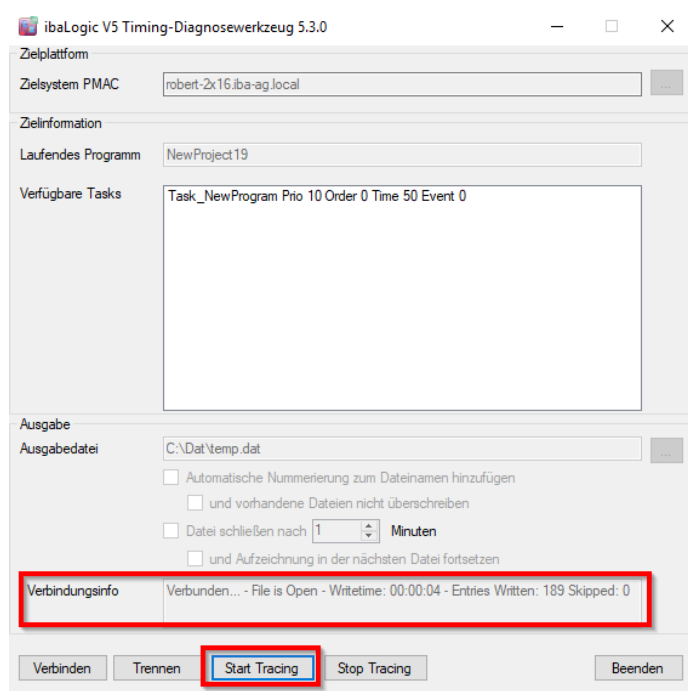 ibaLogic V5 Timing-Diagnosewerkzeug 5.3.0
Zielplattform
Zielsystem PMAC robert-2x16.iba-ag.local ...
Zielinformation
Laufendes Programm NewProject19
Verfügbare Tasks Task_NewProgram Prio 10 Order 0 Time 50 Event 0
Ausgabe
Ausgabedatei C:\Dat\temp.dat ...
Automatische Nummerierung zum Dateinamen hinzufügen
und vorhandene Dateien nicht überschreiben
Datei schließen nach 1 Minuten
und Aufzeichnung in der nächsten Datei fortsetzen
Verbindungsinfo Verbunden... - File is Open - Writetime: 00:00:04 - Entries Written: 189 Skipped: 0
Verbinden Trennen Start Tracing Stop Tracing Beenden